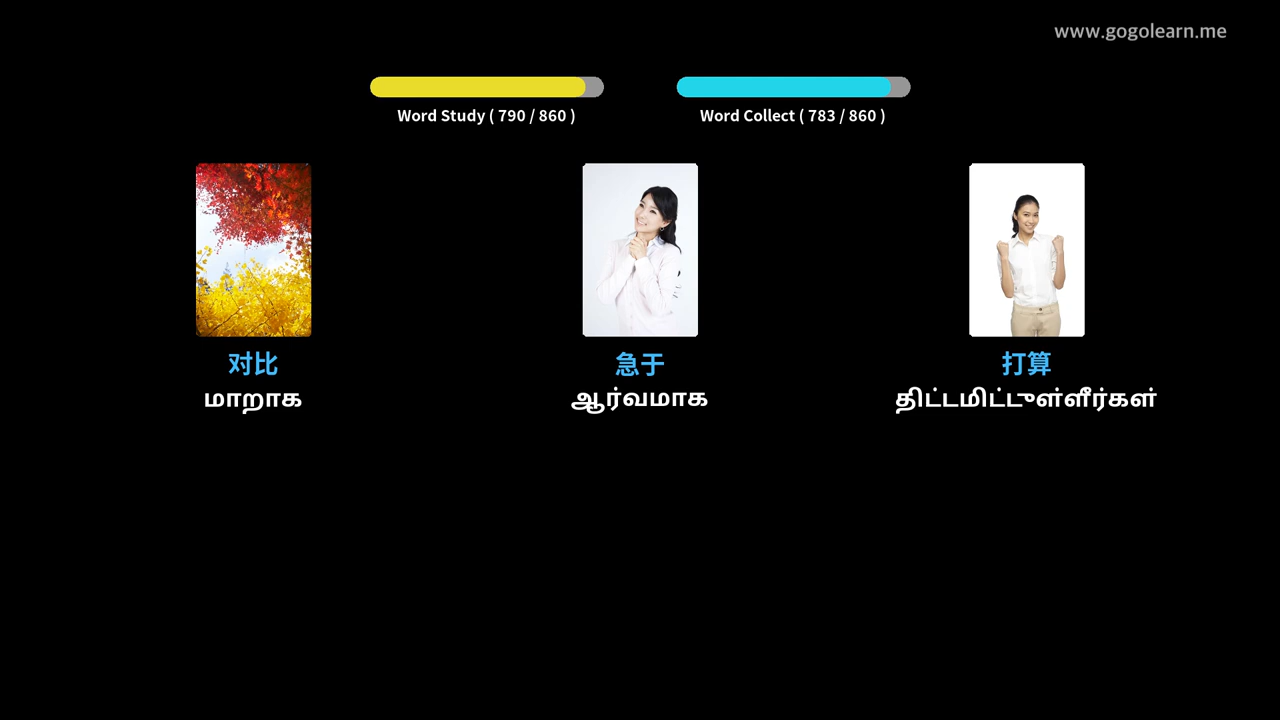 www.gogolearn.me
Word Study ( 790 / 860 )
Word Collect ( 783 / 860 )
对比
மாறாக
急于
ஆர்வமாக
打算
திட்டமிட்டுள்ளீர்கள்